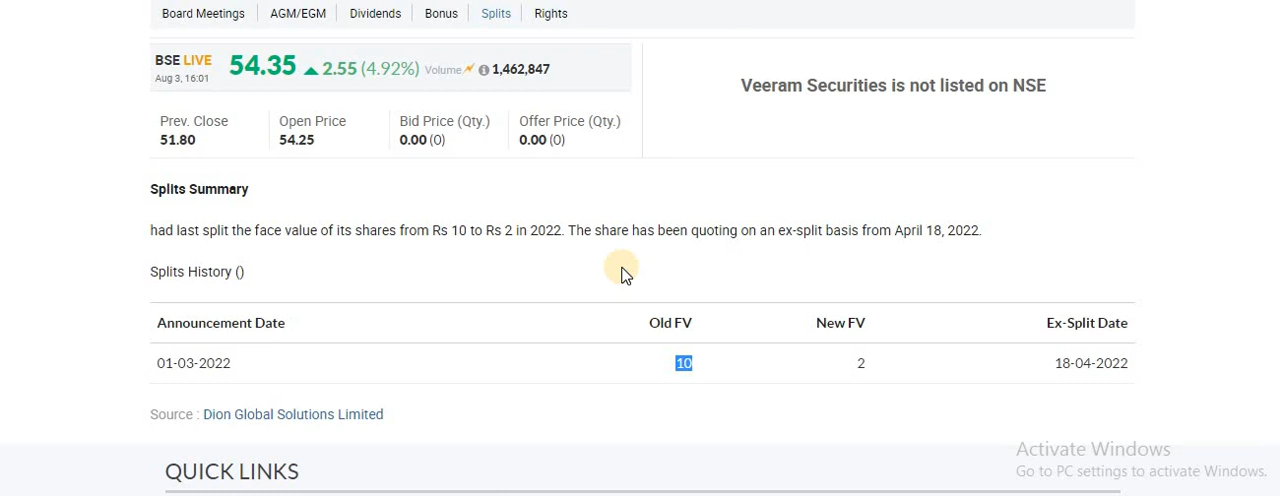 Board Meetings AGM/EGM Dividends Bonus Splits Rights
BSE LIVE 54.35 2.55 (4.92%) Volume 1,462,847
Aug 3, 16:01
Veeram Securities is not listed on NSE
Prev. Close Open Price Bid Price (Qty.) Offer Price (Qty.)
51.80 54.25 0.00 (0) 0.00 (0)
Splits Summary
had last split the face value of its shares from Rs 10 to Rs 2 in 2022. The share has been quoting on an ex-split basis from April 18, 2022.
Splits History ()
Announcement Date Old FV New FV Ex-Split Date
01-03-2022 10 2 18-04-2022
Source : Dion Global Solutions Limited
Activate Windows
Go to PC settings to activate Windows.
QUICK LINKS